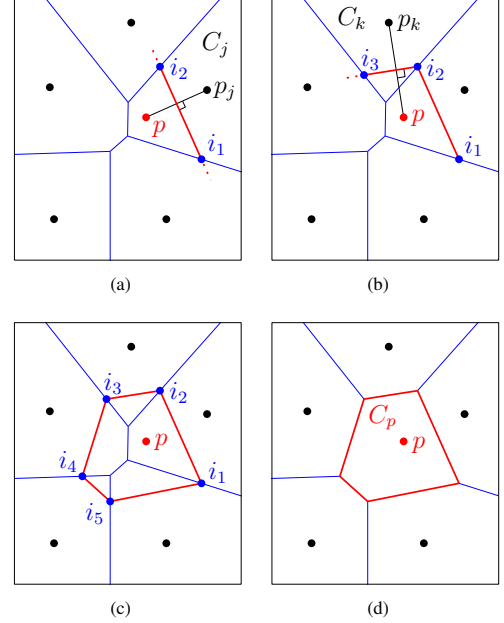 C_j
i_2
p_j
p
i_1
(a)
C_k
p_k
i_3
i_2
p
i_1
(b)
i_3
i_2
p
i_4
i_1
i_5
(c)
C_p
p
(d)